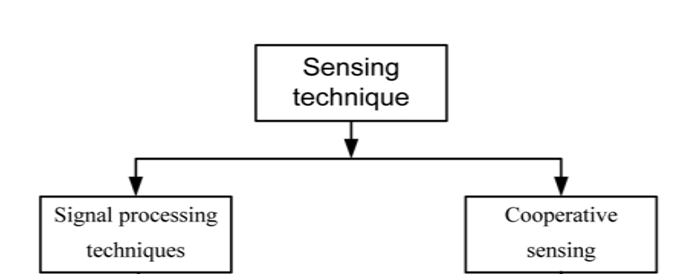 Sensing
technique
Signal processing
techniques
Cooperative
sensing